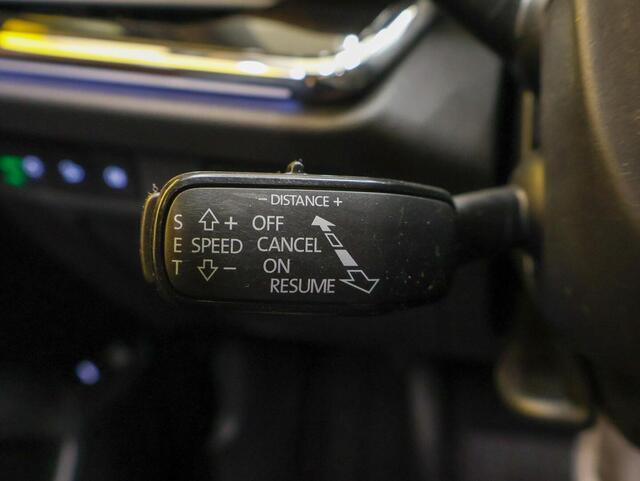 - DISTANCE +
S + OFF
E SPEED CANCEL
T - ON
RESUME